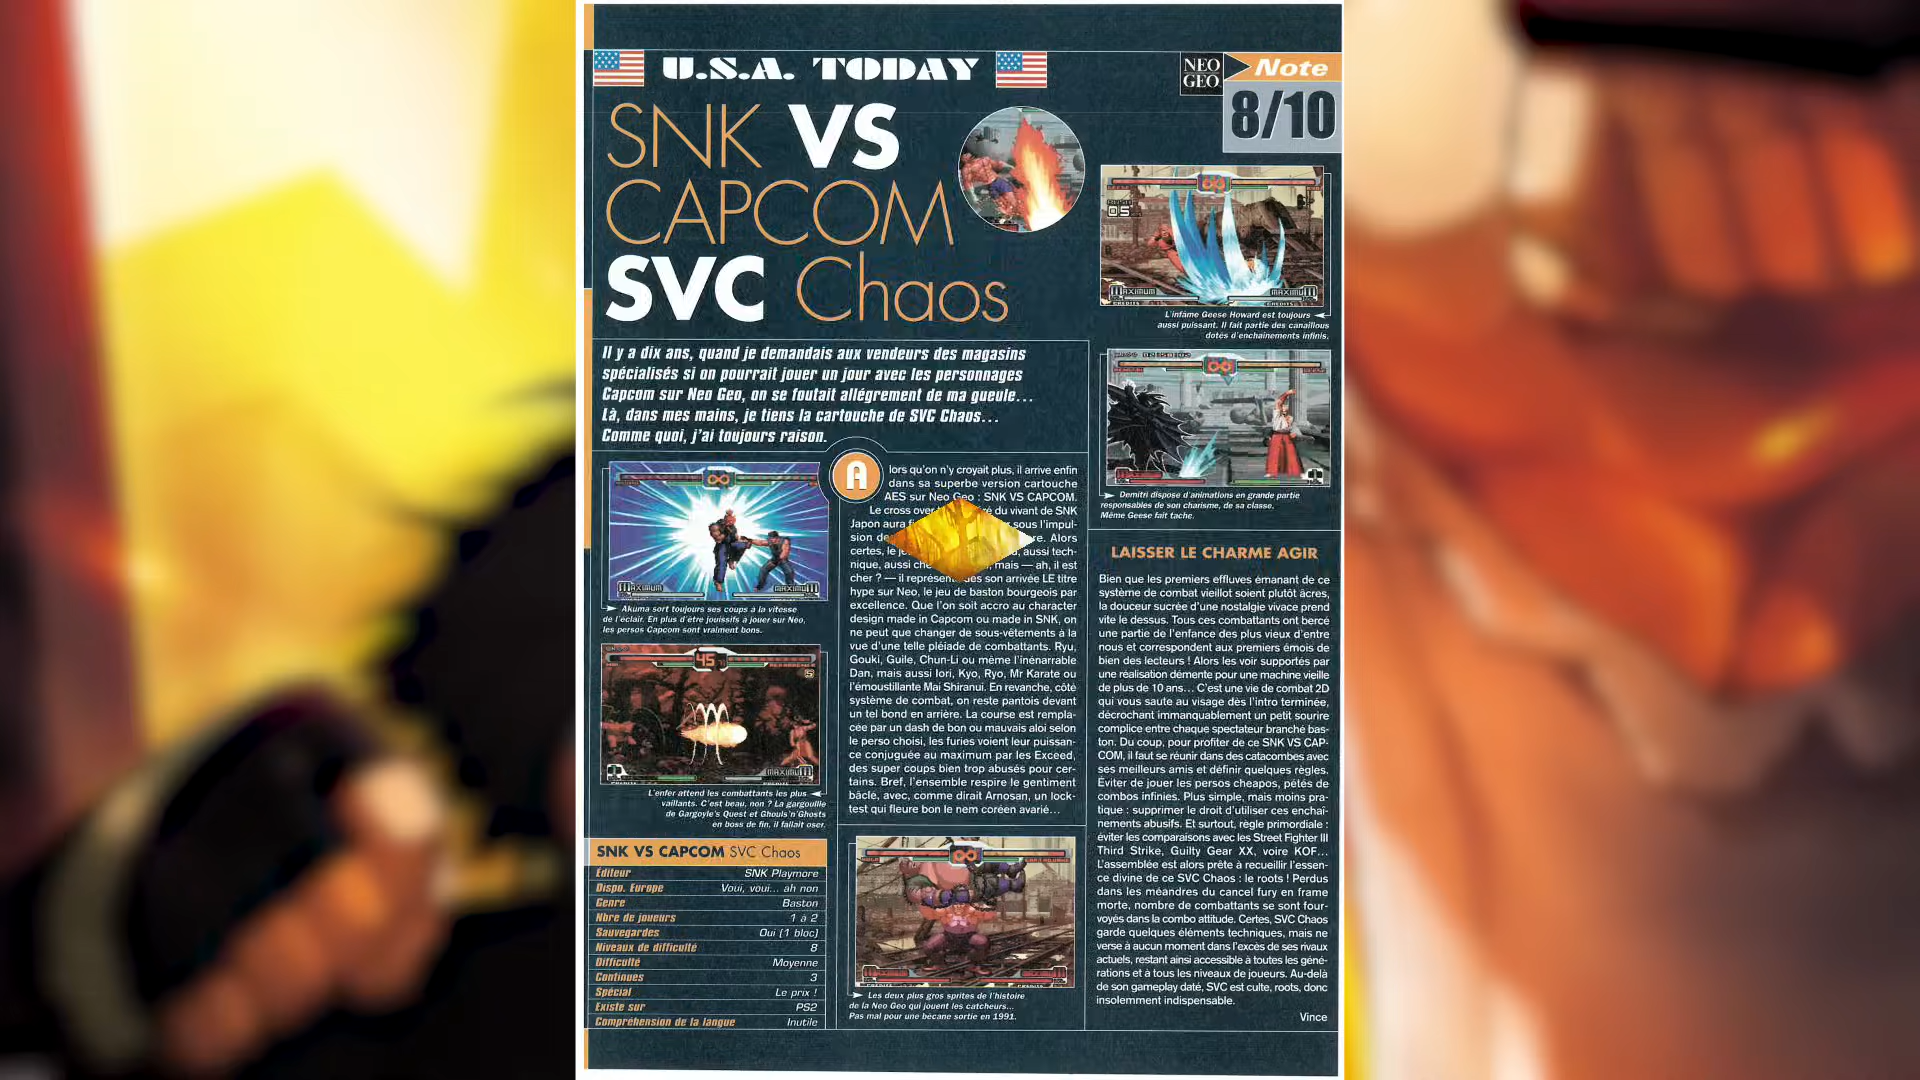 U.S.A. TODAY
NEO
GEO
Note
8/10
SNK VS
CAPCOM
SVC Chaos
Il y a dix ans, quand je demandais aux vendeurs des magasins
spécialisés si on pourrait jouer un jour avec les personnages
Capcom sur Neo Geo, on se foutait allégrement de ma gueule...
Là, dans mes mains, je tiens la cartouche de SVC Chaos...
Comme quoi, j'ai toujours raison.
MAXIMUM
MAXIMUM
Akuma sort toujours ses coups à la vitesse
de l'éclair. En plus d'être jouissifs à jouer sur Neo,
les persos Capcom sont vraiment bons.
45
MAXIMUM
L'enfer attend les combattants les plus
vaillants. C'est beau, non ? La gargouille
de Gargoyle's Quest et Ghouls'n'Ghosts
en boss de fin, il fallait oser.
SNK VS CAPCOM SVC Chaos
Editeur SNK Playmore
Dispo. Europe Voui, voui... ah non
Genre Baston
Nbre de joueurs 1 à 2
Sauvegardes Oui (1 bloc)
Niveaux de difficulté 8
Difficulté Moyenne
Continues 3
Spécial Le prix !
Existe sur PS2
Compréhension de la langue Inutile
A
lors qu'on n'y croyait plus, il arrive enfin
dans sa superbe version cartouche
AES sur Neo Geo : SNK VS CAPCOM.
Le cross over du vivant de SNK
Japon aura sous l'impul-
sion de Alors
certes, le aussi tech-
nique, aussi mais — ah, il est
cher ? — il représente dès son arrivée LE titre
hype sur Neo, le jeu de baston bourgeois par
excellence. Que l'on soit accro au character
design made in Capcom ou made in SNK, on
ne peut que changer de sous-vêtements à la
vue d'une telle pléiade de combattants. Ryu,
Gouki, Guile, Chun-Li ou même l'inénarrable
Dan, mais aussi Iori, Kyo, Ryo, Mr Karate ou
l'émoustillante Mai Shiranui. En revanche, côté
système de combat, on reste pantois devant
un tel bond en arrière. La course est rempla-
cée par un dash de bon ou mauvais aloi selon
le perso choisi, les furies voient leur puissan-
ce conjuguée au maximum par les Exceed,
des super coups bien trop abusés pour cer-
tains. Bref, l'ensemble respire le gentiment
bâclé, avec, comme dirait Arnosan, un lock-
test qui fleure bon le nem coréen avarié...
MAXIMUM
MAXIMUM
Les deux plus gros sprites de l'histoire
de la Neo Geo qui jouent les catcheurs...
Pas mal pour une bécane sortie en 1991.
05
MAXIMUM
MAXIMUM
L'infâme Geese Howard est toujours
aussi puissant. Il fait partie des canaillous
dotés d'enchaînements infinis.
Demitri dispose d'animations en grande partie
responsables de son charisme, de sa classe.
Même Geese fait tache.
LAISSER LE CHARME AGIR
Bien que les premiers effluves émanant de ce
système de combat vieillot soient plutôt âcres,
la douceur sucrée d'une nostalgie vivace prend
vite le dessus. Tous ces combattants ont bercé
une partie de l'enfance des plus vieux d'entre
nous et correspondent aux premiers émois de
bien des lecteurs ! Alors les voir supportés par
une réalisation démente pour une machine vieille
de plus de 10 ans... C'est une vie de combat 2D
qui vous saute au visage dès l'intro terminée,
décrochant immanquablement un petit sourire
complice entre chaque spectateur branché bas-
ton. Du coup, pour profiter de ce SNK VS CAP-
COM, il faut se réunir dans des catacombes avec
ses meilleurs amis et définir quelques règles.
Éviter de jouer les persos cheapos, pétés de
combos infinies. Plus simple, mais moins pra-
tique : supprimer le droit d'utiliser ces enchaî-
nements abusifs. Et surtout, règle primordiale :
éviter les comparaisons avec les Street Fighter III
Third Strike, Guilty Gear XX, voire KOF...
L'assemblée est alors prête à recueillir l'essen-
ce divine de ce SVC Chaos : le roots ! Perdus
dans les méandres du cancel fury en frame
morte, nombre de combattants se sont four-
voyés dans la combo attitude. Certes, SVC Chaos
garde quelques éléments techniques, mais ne
verse à aucun moment dans l'excès de ses rivaux
actuels, restant ainsi accessible à toutes les géné-
rations et à tous les niveaux de joueurs. Au-delà
de son gameplay daté, SVC est culte, roots, donc
insolemment indispensable.
Vince